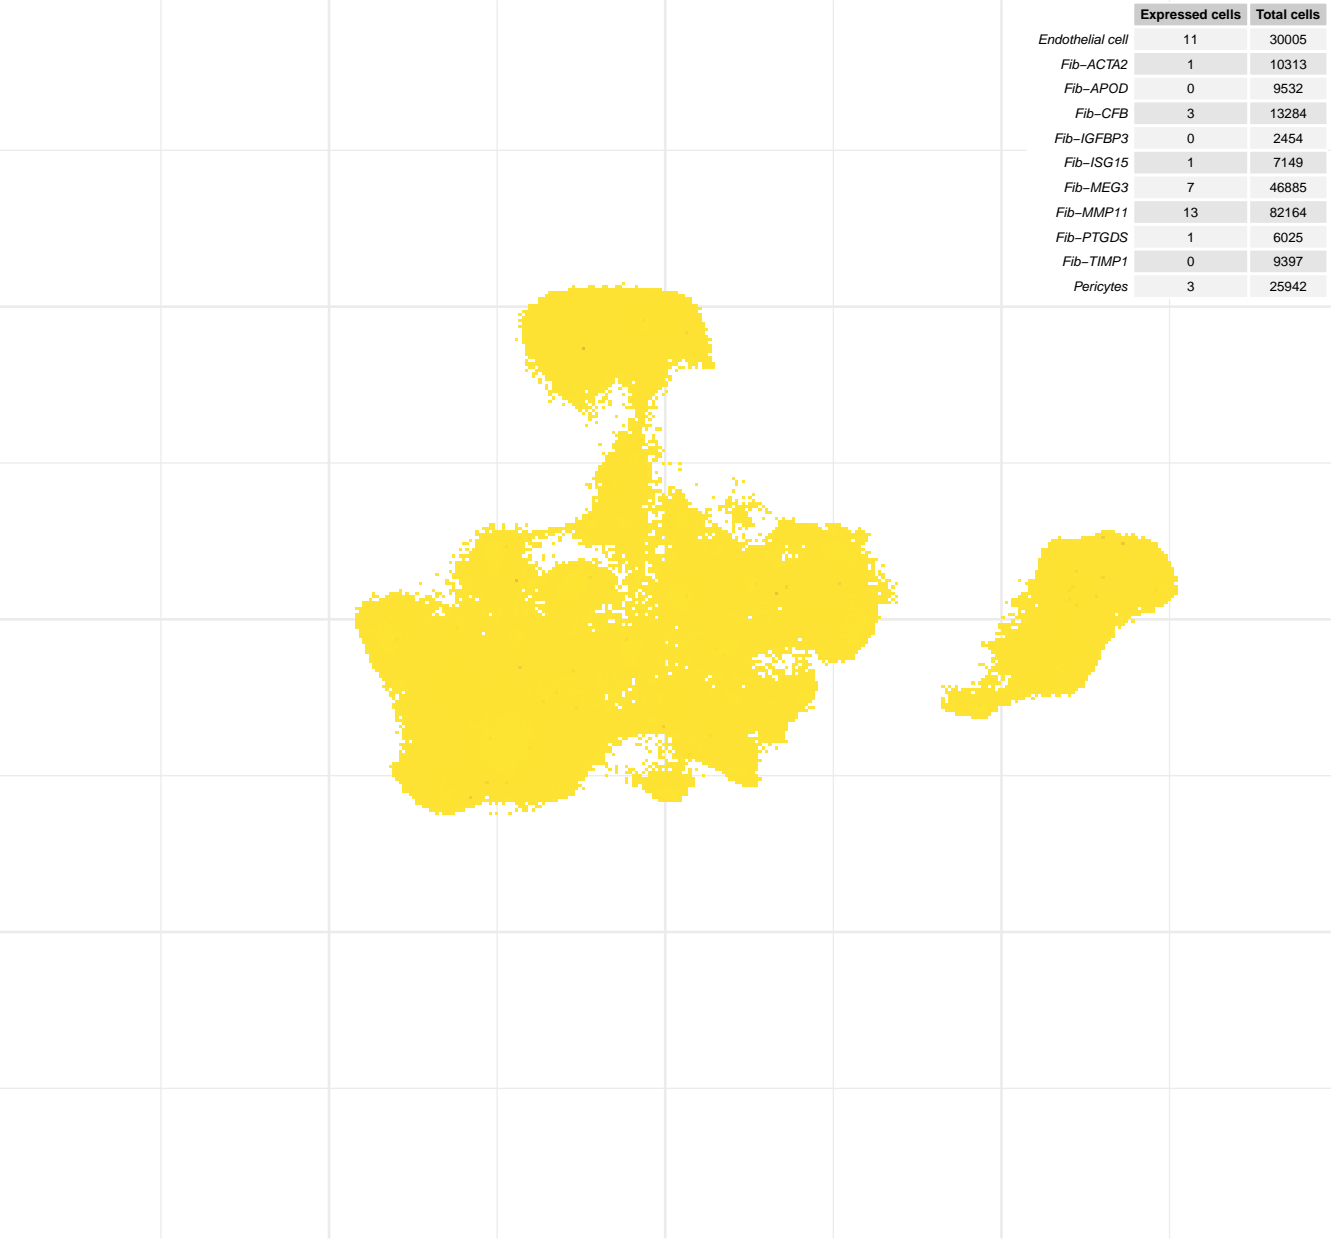 Expressed cells Total cells
Endothelial cell 11 30005
Fib−ACTA2 1 10313
Fib−APOD 0 9532
Fib−CFB 3 13284
Fib−IGFBP3 0 2454
Fib−ISG15 1 7149
Fib−MEG3 7 46885
Fib−MMP11 13 82164
Fib−PTGDS 1 6025
Fib−TIMP1 0 9397
Pericytes 3 25942